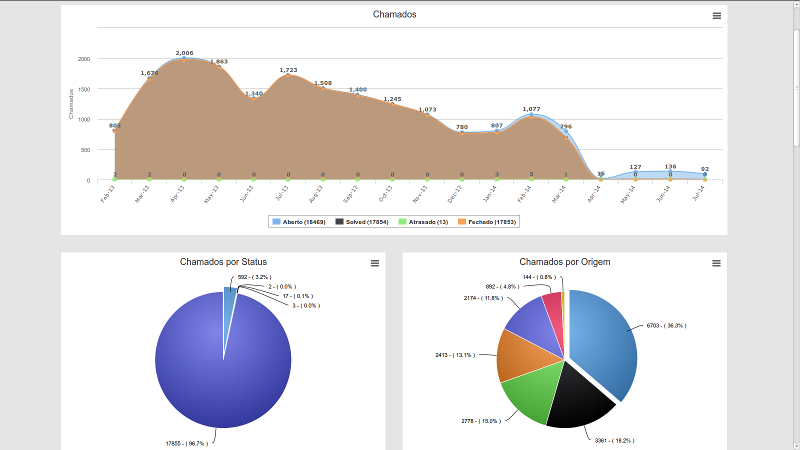 Chamados
2,006
1,863
1,723
1,676
1,508
1,400
1,340
1,245
1,073
1,077
805
780
807
796
127
136
92
2000
1500
1000
500
0
Chamados
2 2 0 0 0 0 0 0 0 0 0 3 5 1 0 0
Feb-13 Mar-13 Apr-13 May-13 Jun-13 Jul-13 Aug-13 Sep-13 Oct-13 Nov-13 Dec-13 Jan-14 Feb-14 Mar-14 Apr-14 May-14 Jun-14 Jul-14
Aberto (18469) Solved (17854) Atrasado (13) Fechado (17853)
Chamados por Status
592 - ( 3.2% )
2 - ( 0.0% )
17 - ( 0.1% )
3 - ( 0.0% )
17855 - ( 96.7% )
Chamados por Origem
144 - ( 0.8% )
892 - ( 4.8% )
2174 - ( 11.8% )
6703 - ( 36.3% )
2413 - ( 13.1% )
2778 - ( 15.0% )
3361 - ( 18.2% )